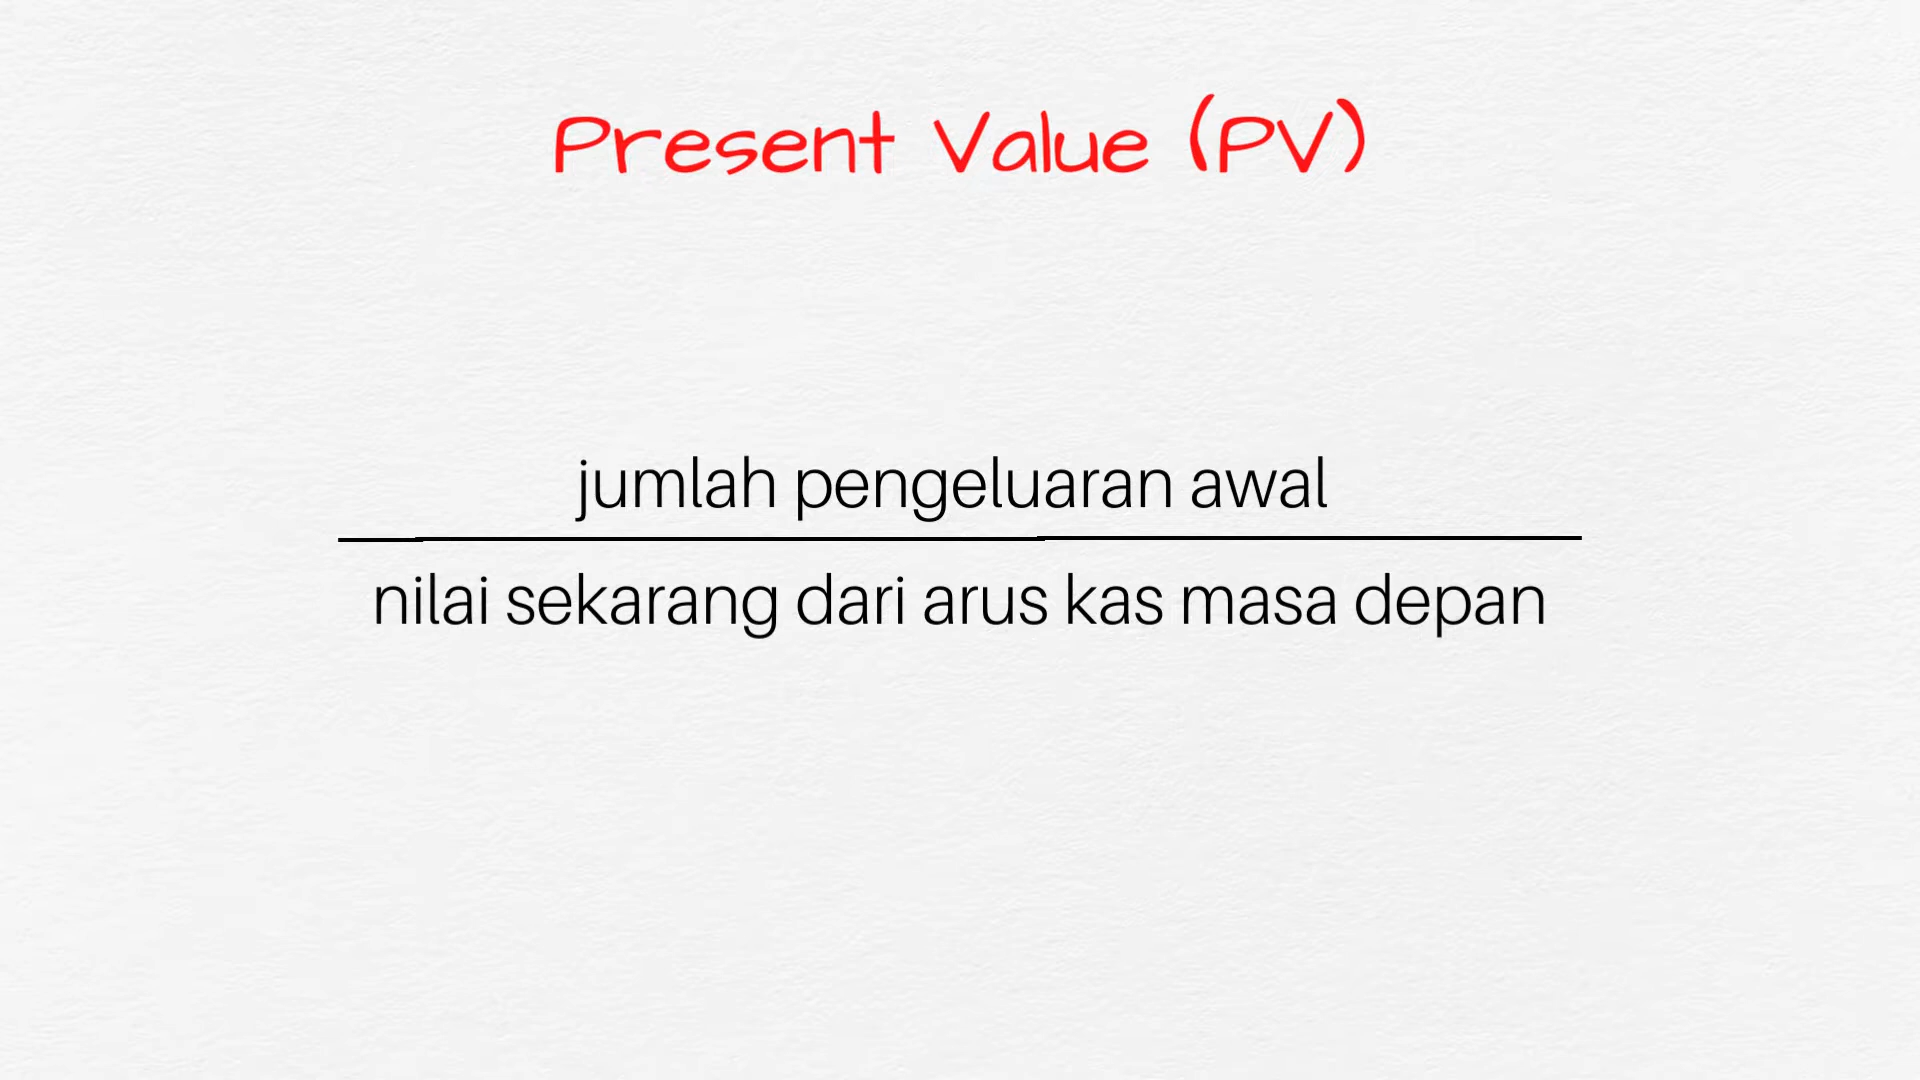 Present Value (PV)
jumlah pengeluaran awal
nilai sekarang dari arus kas masa depan